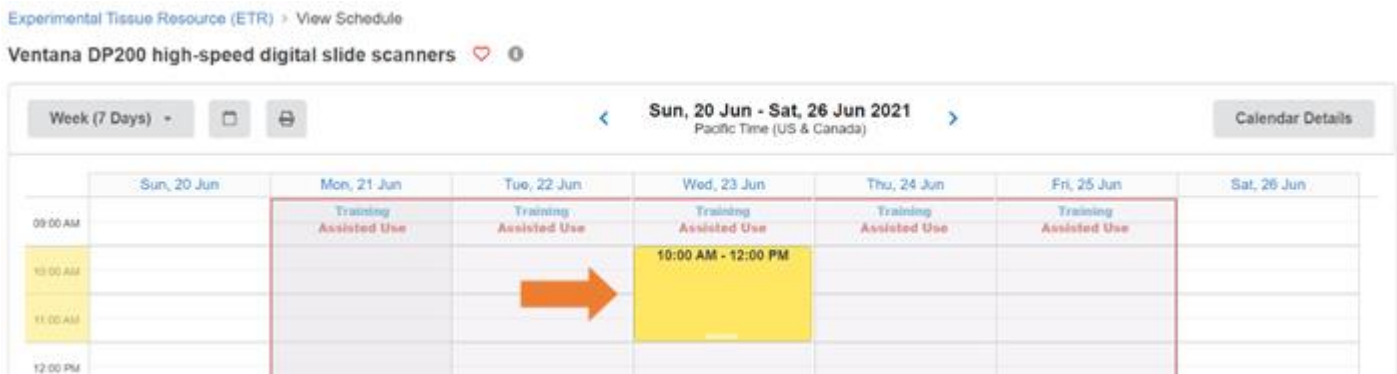 Experimental Tissue Resource (ETR) > View Schedule
Ventana DP200 high-speed digital slide scanners
Week (7 Days)
Sun, 20 Jun - Sat, 26 Jun 2021
Pacific Time (US & Canada)
Calendar Details
Sun, 20 Jun Mon, 21 Jun Tue, 22 Jun Wed, 23 Jun Thu, 24 Jun Fri, 25 Jun Sat, 26 Jun
Training Training Training Training Training
09:00 AM Assisted Use Assisted Use Assisted Use Assisted Use Assisted Use
10:00 AM - 12:00 PM
10:00 AM
11:00 AM
12:00 PM